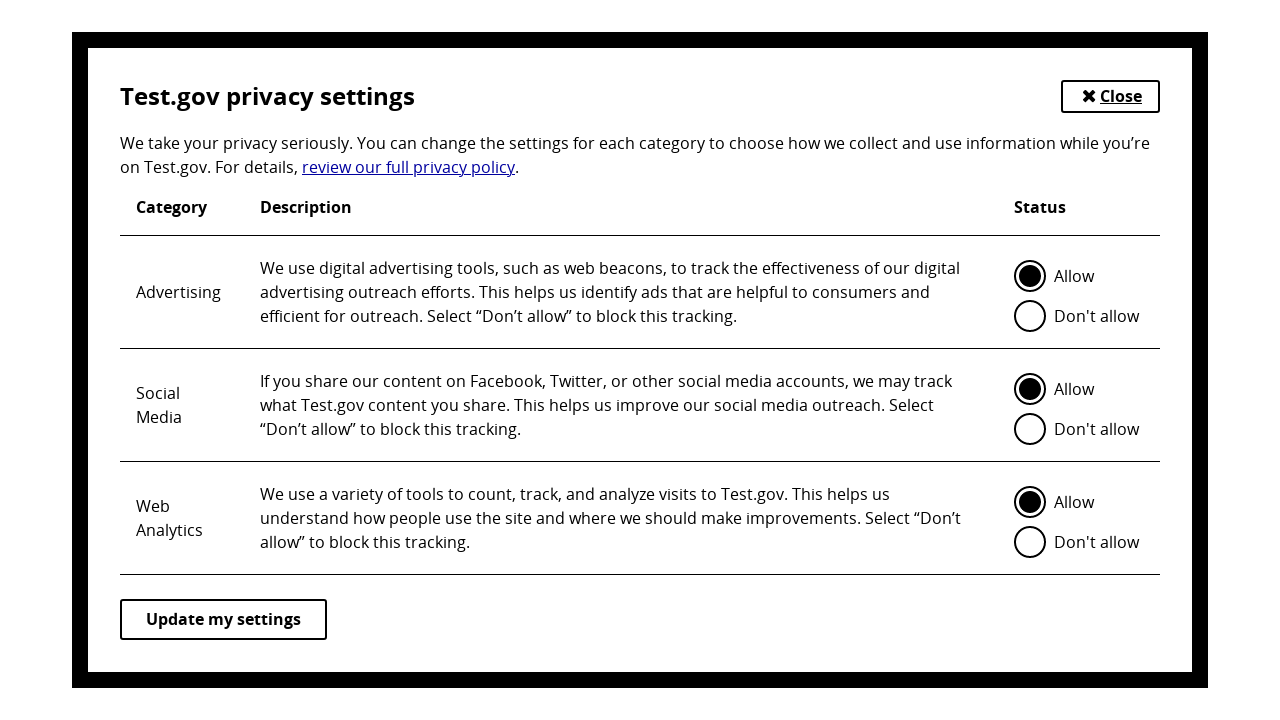 Test.gov privacy settings
✖ Close
We take your privacy seriously. You can change the settings for each category to choose how we collect and use information while you’re
on Test.gov. For details, review our full privacy policy.
Category Description Status
Advertising
We use digital advertising tools, such as web beacons, to track the effectiveness of our digital
advertising outreach efforts. This helps us identify ads that are helpful to consumers and
efficient for outreach. Select “Don’t allow” to block this tracking.
Allow
Don't allow
Social
Media
If you share our content on Facebook, Twitter, or other social media accounts, we may track
what Test.gov content you share. This helps us improve our social media outreach. Select
“Don’t allow” to block this tracking.
Allow
Don't allow
Web
Analytics
We use a variety of tools to count, track, and analyze visits to Test.gov. This helps us
understand how people use the site and where we should make improvements. Select “Don’t
allow” to block this tracking.
Allow
Don't allow
Update my settings